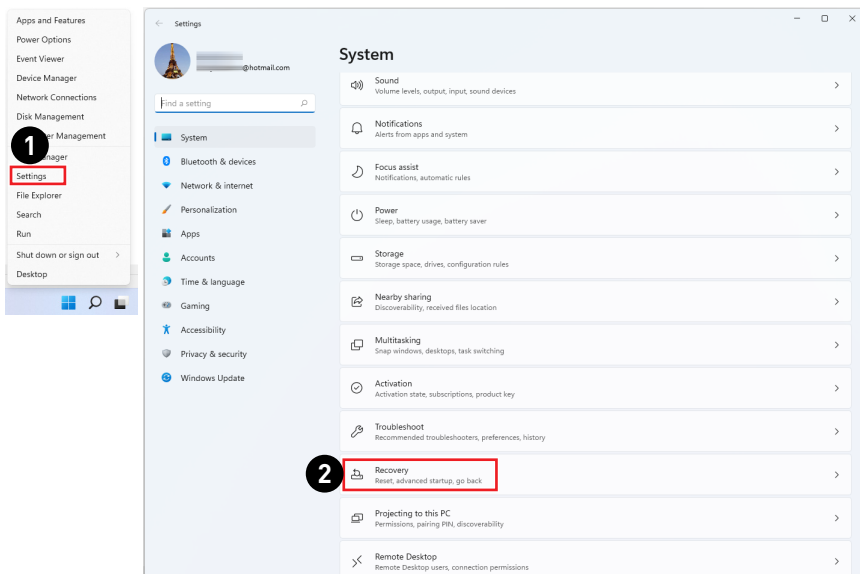 Apps and Features
Power Options
Event Viewer
Device Manager
Network Connections
Disk Management
Management
1
Settings
File Explorer
Search
Run
Shut down or sign out
Desktop
Settings
@hotmail.com
Find a setting
System
Bluetooth & devices
Network & internet
Personalization
Apps
Accounts
Time & language
Gaming
Accessibility
Privacy & security
Windows Update
System
Sound
Volume levels, output, input, sound devices
Notifications
Alerts from apps and system
Focus assist
Notifications, automatic rules
Power
Sleep, battery usage, battery saver
Storage
Storage space, drives, configuration rules
Nearby sharing
Discoverability, received files location
Multitasking
Snap windows, desktops, task switching
Activation
Activation state, subscriptions, product key
Troubleshoot
Recommended troubleshooters, preferences, history
2
Recovery
Reset, advanced startup, go back
Projecting to this PC
Permissions, pairing PIN, discoverability
Remote Desktop
Remote Desktop users, connection permissions